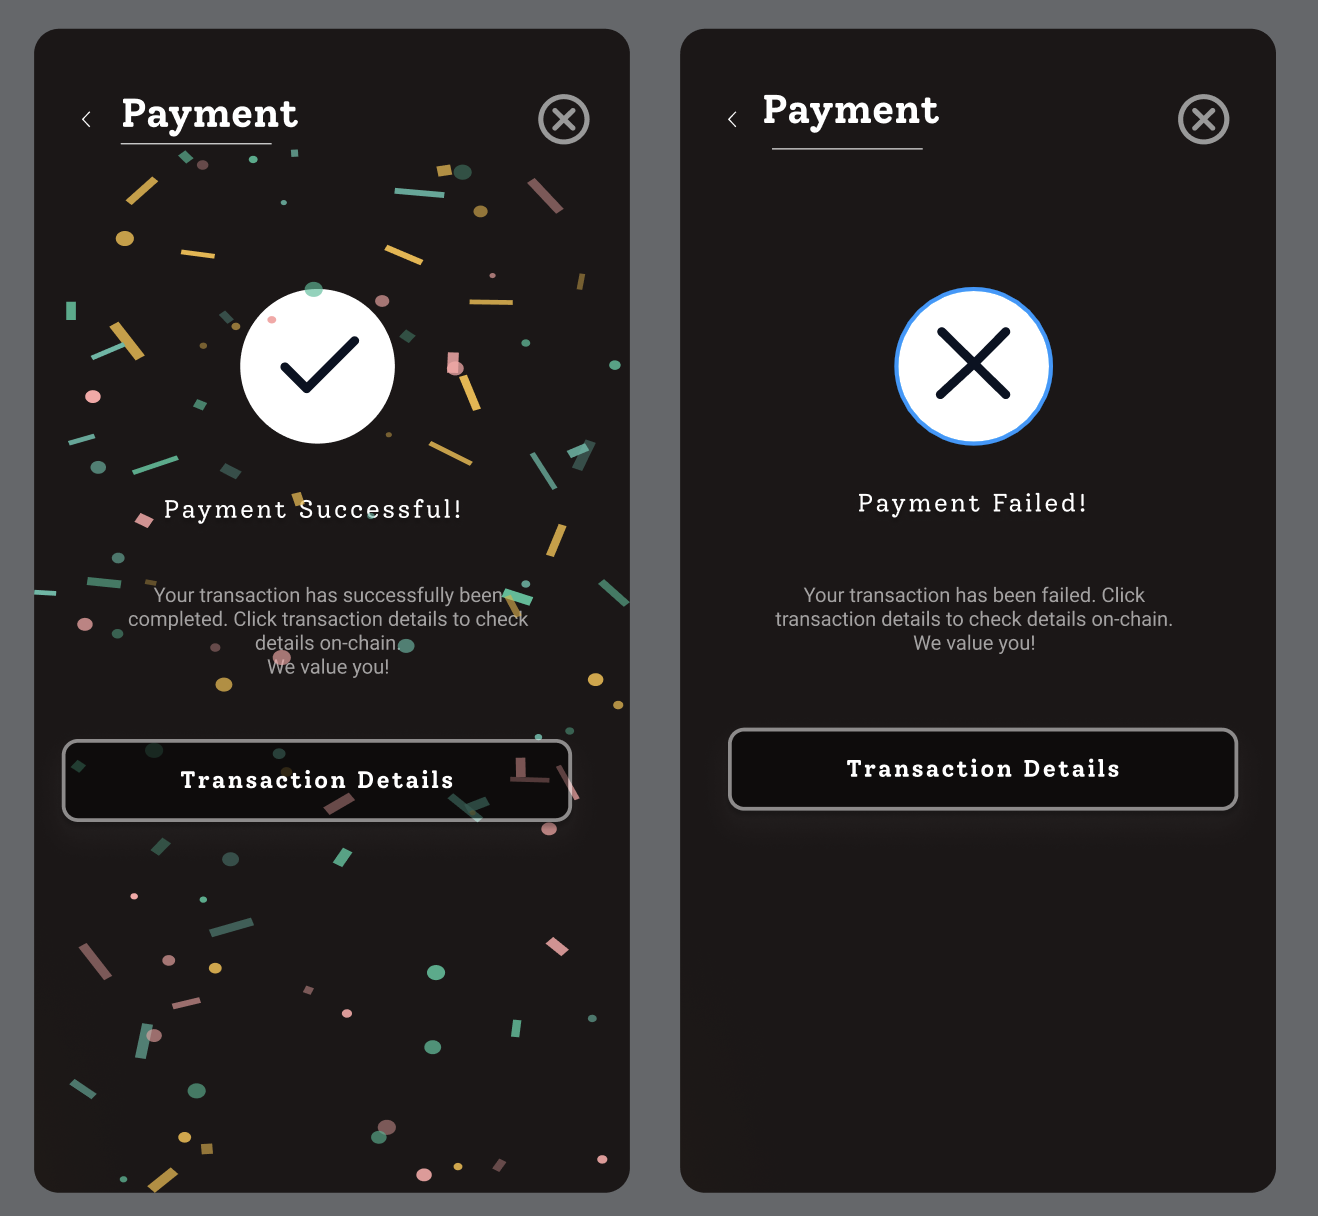 Payment
Payment Successful!
Your transaction has successfully been
completed. Click transaction details to check
details on-chain.
We value you!
Transaction Details
Payment
Payment Failed!
Your transaction has been failed. Click
transaction details to check details on-chain.
We value you!
Transaction Details